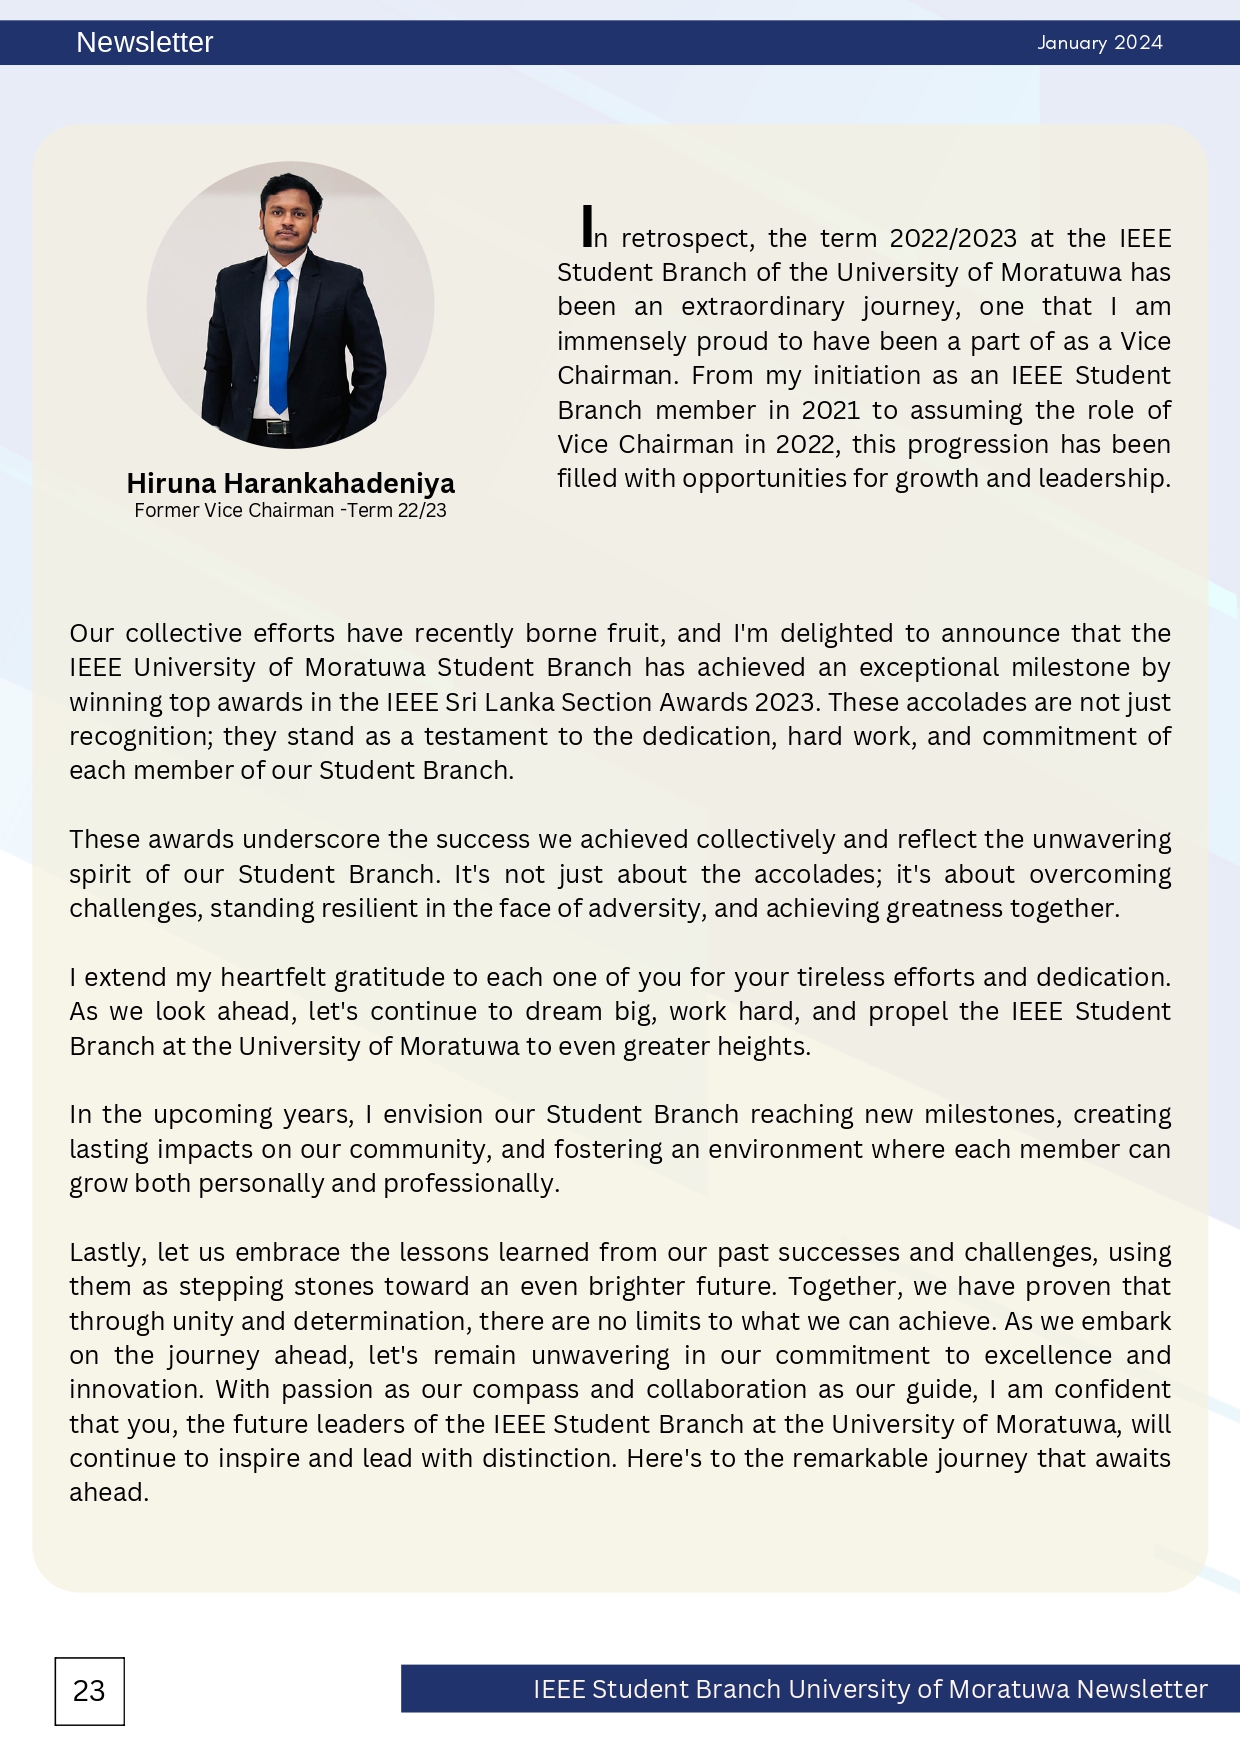 Newsletter
January 2024
Hiruna Harankahadeniya
Former Vice Chairman -Term 22/23
In retrospect, the term 2022/2023 at the IEEE
Student Branch of the University of Moratuwa has
been an extraordinary journey, one that I am
immensely proud to have been a part of as a Vice
Chairman. From my initiation as an IEEE Student
Branch member in 2021 to assuming the role of
Vice Chairman in 2022, this progression has been
filled with opportunities for growth and leadership.
Our collective efforts have recently borne fruit, and I'm delighted to announce that the
IEEE University of Moratuwa Student Branch has achieved an exceptional milestone by
winning top awards in the IEEE Sri Lanka Section Awards 2023. These accolades are not just
recognition; they stand as a testament to the dedication, hard work, and commitment of
each member of our Student Branch.
These awards underscore the success we achieved collectively and reflect the unwavering
spirit of our Student Branch. It's not just about the accolades; it's about overcoming
challenges, standing resilient in the face of adversity, and achieving greatness together.
I extend my heartfelt gratitude to each one of you for your tireless efforts and dedication.
As we look ahead, let's continue to dream big, work hard, and propel the IEEE Student
Branch at the University of Moratuwa to even greater heights.
In the upcoming years, I envision our Student Branch reaching new milestones, creating
lasting impacts on our community, and fostering an environment where each member can
grow both personally and professionally.
Lastly, let us embrace the lessons learned from our past successes and challenges, using
them as stepping stones toward an even brighter future. Together, we have proven that
through unity and determination, there are no limits to what we can achieve. As we embark
on the journey ahead, let's remain unwavering in our commitment to excellence and
innovation. With passion as our compass and collaboration as our guide, I am confident
that you, the future leaders of the IEEE Student Branch at the University of Moratuwa, will
continue to inspire and lead with distinction. Here's to the remarkable journey that awaits
ahead.
23
IEEE Student Branch University of Moratuwa Newsletter